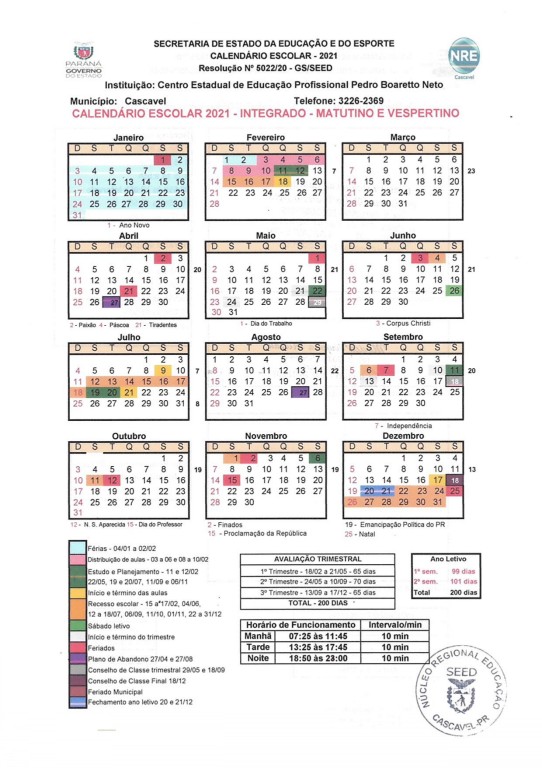 SECRETARIA DE ESTADO DA EDUCAÇÃO E DO ESPORTE
CALENDÁRIO ESCOLAR - 2021
Resolução Nº 5022/20 - GS/SEED
PARANÁ
GOVERNO
DO ESTADO
NRE
Cascavel
Instituição: Centro Estadual de Educação Profissional Pedro Boaretto Neto
Município: Cascavel Telefone: 3226-2369
CALENDÁRIO ESCOLAR 2021 - INTEGRADO - MATUTINO E VESPERTINO
Janeiro
D S T Q Q S S
1 2
3 4 5 6 7 8 9
10 11 12 13 14 15 16
17 18 19 20 21 22 23
24 25 26 27 28 29 30
31
1 - Ano Novo
Fevereiro
D S T Q Q S S
1 2 3 4 5 6
7 8 9 10 11 12 13 7
14 15 16 17 18 19 20
21 22 23 24 25 26 27
28
Março
D S T Q Q S S
1 2 3 4 5 6
7 8 9 10 11 12 13 23
14 15 16 17 18 19 20
21 22 23 24 25 26 27
28 29 30 31
Abril
D S T Q Q S S
1 2 3
4 5 6 7 8 9 10 20
11 12 13 14 15 16 17
18 19 20 21 22 23 24
25 26 27 28 29 30
2 - Paixão 4 - Páscoa 21 - Tiradentes
Maio
D S T Q Q S S
1
2 3 4 5 6 7 8 21
9 10 11 12 13 14 15
16 17 18 19 20 21 22
23 24 25 26 27 28 29
30 31
1 - Dia do Trabalho
Junho
D S T Q Q S S
1 2 3 4 5
6 7 8 9 10 11 12 21
13 14 15 16 17 18 19
20 21 22 23 24 25 26
27 28 29 30
3 - Corpus Christi
Julho
D S T Q Q S S
1 2 3
4 5 6 7 8 9 10 7
11 12 13 14 15 16 17
18 19 20 21 22 23 24
25 26 27 28 29 30 31 8
Agosto
D S T Q Q S S
1 2 3 4 5 6 7
8 9 10 11 12 13 14 22
15 16 17 18 19 20 21
22 23 24 25 26 27 28
29 30 31
Setembro
D S T Q Q S S
1 2 3 4
5 6 7 8 9 10 11 20
12 13 14 15 16 17 18
19 20 21 22 23 24 25
26 27 28 29 30
7 - Independência
Outubro
D S T Q Q S S
1 2
3 4 5 6 7 8 9 19
10 11 12 13 14 15 16
17 18 19 20 21 22 23
24 25 26 27 28 29 30
31
12 - N. S. Aparecida 15 - Dia do Professor
Novembro
D S T Q Q S S
1 2 3 4 5 6
7 8 9 10 11 12 13 19
14 15 16 17 18 19 20
21 22 23 24 25 26 27
28 29 30
2 - Finados
15 - Proclamação da República
Dezembro
D S T Q Q S S
1 2 3 4
5 6 7 8 9 10 11 13
12 13 14 15 16 17 18
19 20 21 22 23 24 25
26 27 28 29 30 31
19 - Emancipação Política do PR
25 - Natal
Férias - 04/01 a 02/02
Distribuição de aulas - 03 a 06 e 08 a 10/02
Estudo e Planejamento - 11 e 12/02
22/05, 19 e 20/07, 11/09 e 06/11
Início e término das aulas
Recesso escolar - 15 a 17/02, 04/06,
12 a 18/07, 06/09, 11/10, 01/11, 22 a 31/12
Sábado letivo
Início e término do trimestre
Feriados
Plano de Abandono 27/04 e 27/08
Conselho de Classe trimestral 29/05 e 18/09
Conselho de Classe Final 18/12
Feriado Municipal
Fechamento ano letivo 20 e 21/12
AVALIAÇÃO TRIMESTRAL
1º Trimestre - 18/02 a 21/05 - 65 dias
2º Trimestre - 24/05 a 10/09 - 70 dias
3º Trimestre - 13/09 a 17/12 - 65 dias
TOTAL - 200 DIAS
Ano Letivo
1º sem. 99 dias
2º sem. 101 dias
Total 200 dias
Horário de Funcionamento Intervalo/min
Manhã 07:25 às 11:45 10 min
Tarde 13:25 às 17:45 10 min
Noite 18:50 às 23:00 10 min
NÚCLEO REGIONAL EDUCAÇÃO
SEED
CASCAVEL-PR